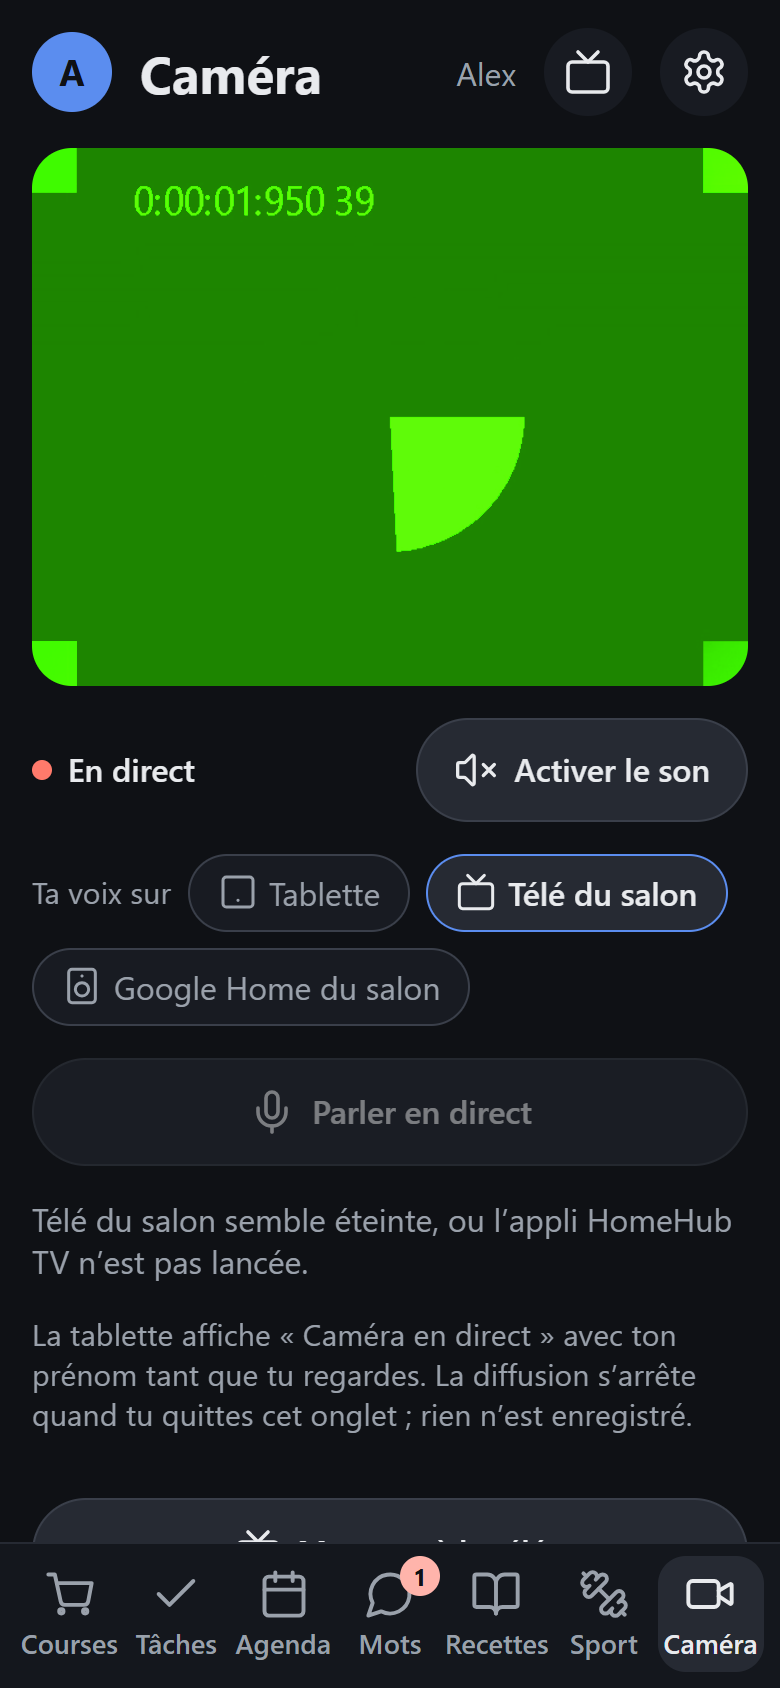 A
Caméra
Alex
0:00:01:950 39
En direct
Activer le son
Ta voix sur
Tablette
Télé du salon
Google Home du salon
Parler en direct
Télé du salon semble éteinte, ou l’appli HomeHub
TV n’est pas lancée.
La tablette affiche « Caméra en direct » avec ton
prénom tant que tu regardes. La diffusion s’arrête
quand tu quittes cet onglet ; rien n’est enregistré.
1
Courses
Tâches
Agenda
Mots
Recettes
Sport
Caméra